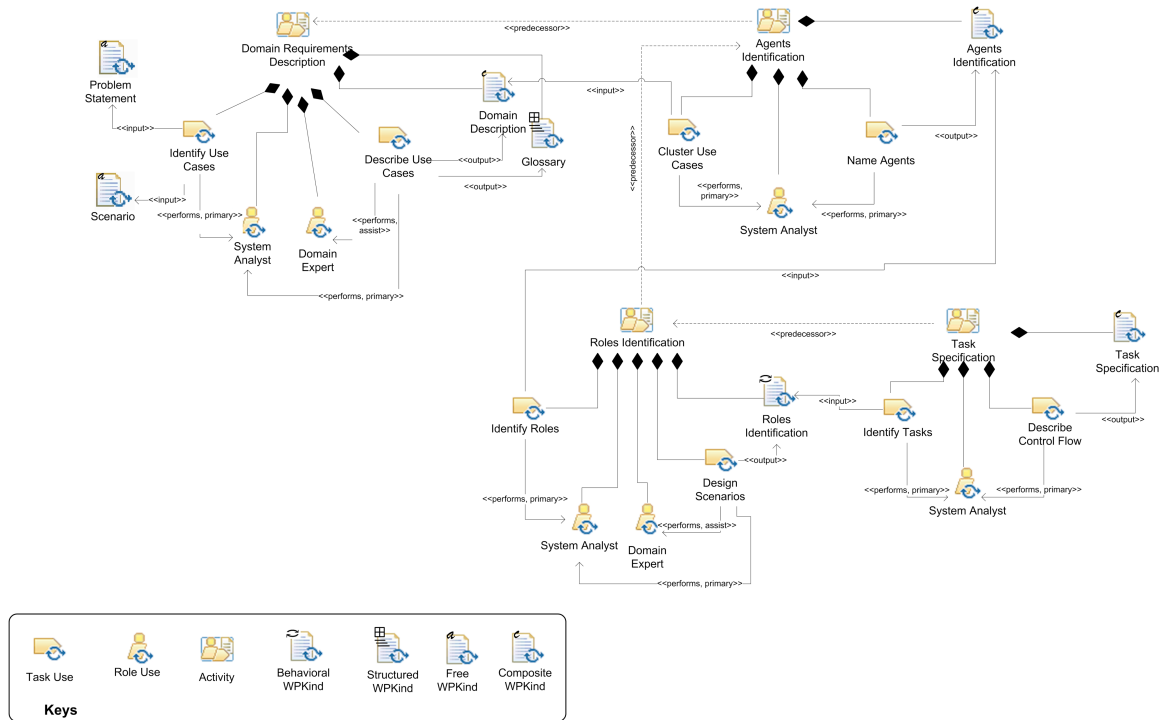 <<predecessor>>
Domain Requirements
Description
Agents
Identification
Agents
Identification
Problem
Statement
<<input>>
Identify Use
Cases
Scenario
<<input>>
<<performs, primary>>
System
Analyst
Domain
Expert
<<performs,
assist>>
Describe Use
Cases
<<output>>
<<output>>
Domain
Description
Glossary
<<performs, primary>>
<<input>>
Cluster Use
Cases
<<predecessor>>
<<performs,
primary>>
System Analyst
<<performs, primary>>
Name Agents
<<output>>
<<input>>
Roles Identification
<<predecessor>>
Task
Specification
Task
Specification
Identify Roles
Roles
Identification
<<input>>
Identify Tasks
Describe
Control Flow
<<output>>
Design
Scenarios
<<output>>
<<performs, primary>>
System Analyst
Domain
Expert
<<performs, assist>>
<<performs, primary>>
<<performs, primary>>
<<performs, primary>>
System Analyst
Task Use
Role Use
Activity
Behavioral
WPKind
Structured
WPKind
Free
WPKind
Composite
WPKind
Keys